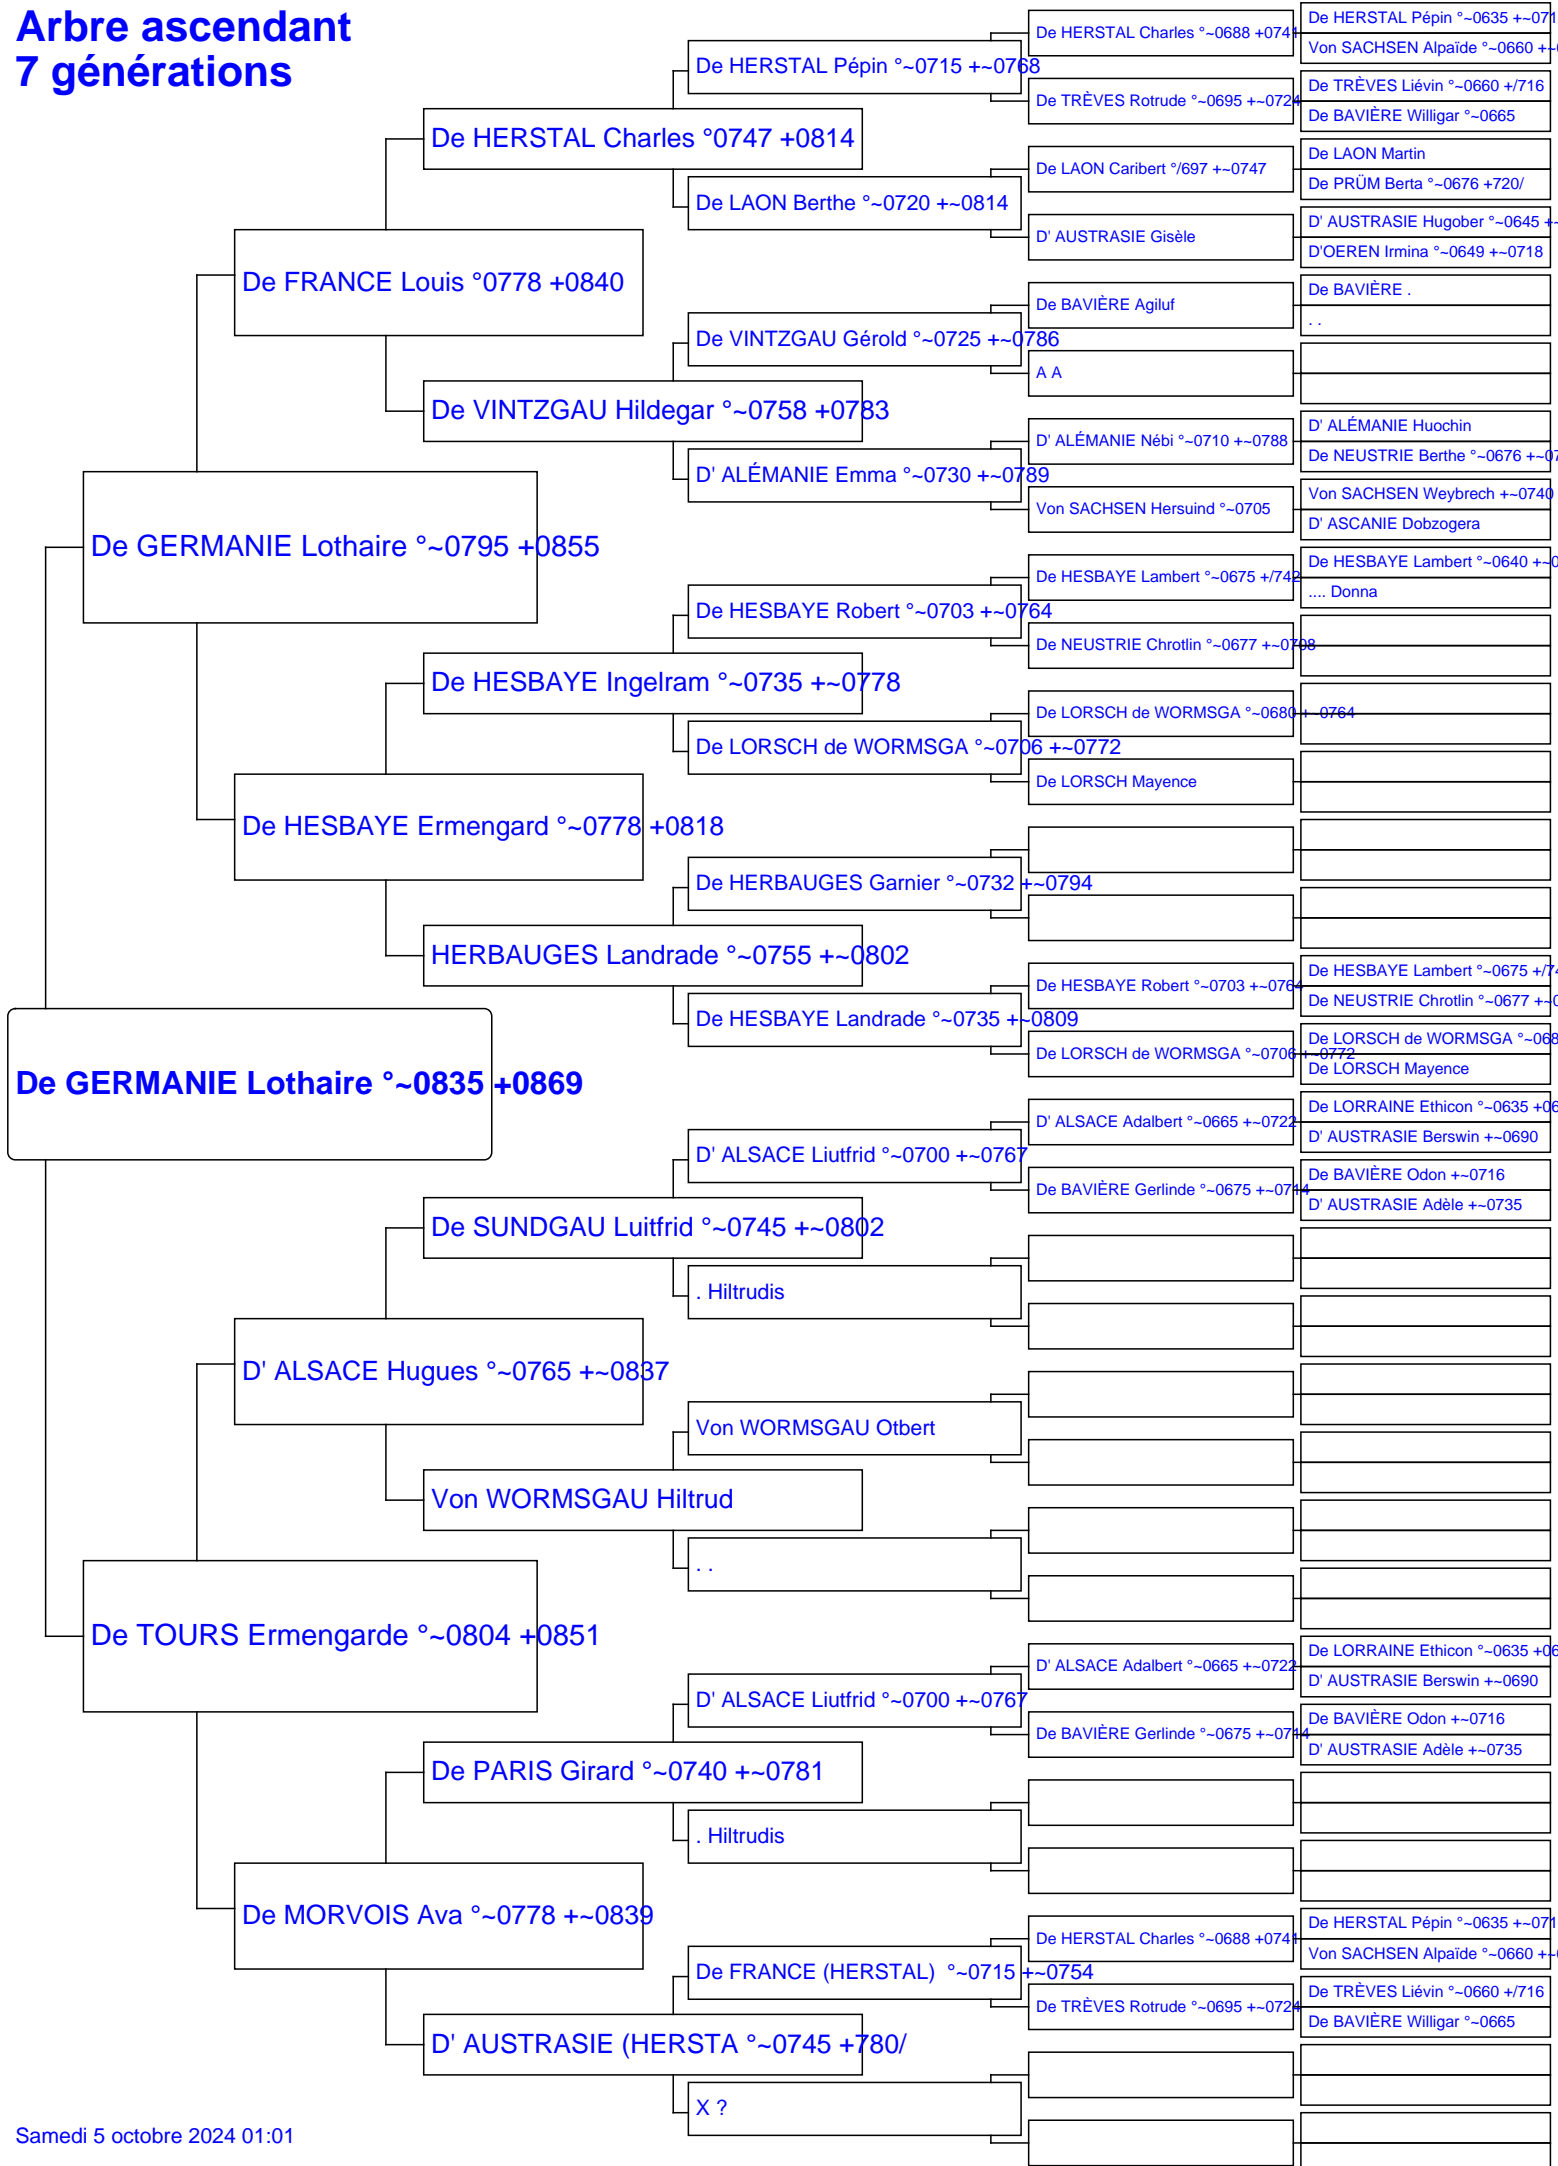 Arbre ascendant
7 générations
De GERMANIE Lothaire °~0835 +0869
De GERMANIE Lothaire °~0795 +0855
De TOURS Ermengarde °~0804 +0851
De FRANCE Louis °0778 +0840
De HESBAYE Ermengard °~0778 +0818
D' ALSACE Hugues °~0765 +~0837
De MORVOIS Ava °~0778 +~0839
De HERSTAL Charles °0747 +0814
De VINTZGAU Hildegar °~0758 +0783
De HESBAYE Ingelram °~0735 +~0778
HERBAUGES Landrade °~0755 +~0802
De SUNDGAU Luitfrid °~0745 +~0802
Von WORMSGAU Hiltrud
De PARIS Girard °~0740 +~0781
D' AUSTRASIE (HERSTA °~0745 +780/
De HERSTAL Pépin °~0715 +~0768
De LAON Berthe °~0720 +~0814
De VINTZGAU Gérold °~0725 +~0786
D' ALÉMANIE Emma °~0730 +~0789
De HESBAYE Robert °~0703 +~0764
De LORSCH de WORMSGA °~0706 +~0772
De HERBAUGES Garnier °~0732 +~0794
De HESBAYE Landrade °~0735 +~0809
D' ALSACE Liutfrid °~0700 +~0767
. Hiltrudis
Von WORMSGAU Otbert
. .
D' ALSACE Liutfrid °~0700 +~0767
. Hiltrudis
De FRANCE (HERSTAL) °~0715 +~0754
X ?
De HERSTAL Charles °~0688 +0741
De TRÈVES Rotrude °~0695 +~0724
De LAON Caribert °/697 +~0747
D' AUSTRASIE Gisèle
De BAVIÈRE Agiluf
A A
D' ALÉMANIE Nébi °~0710 +~0788
Von SACHSEN Hersuind °~0705
De HESBAYE Lambert °~0675 +/742
De NEUSTRIE Chrotlin °~0677 +~0708
De LORSCH de WORMSGA °~0680 +~0764
De LORSCH Mayence
De HESBAYE Robert °~0703 +~0764
De LORSCH de WORMSGA °~0706 +~0772
D' ALSACE Adalbert °~0665 +~0722
De BAVIÈRE Gerlinde °~0675 +~0714
D' ALSACE Adalbert °~0665 +~0722
De BAVIÈRE Gerlinde °~0675 +~0714
De HERSTAL Charles °~0688 +0741
De TRÈVES Rotrude °~0695 +~0724
De HERSTAL Pépin °~0635 +~071
Von SACHSEN Alpaïde °~0660 +~0
De TRÈVES Liévin °~0660 +/716
De BAVIÈRE Willigar °~0665
De LAON Martin
De PRÜM Berta °~0676 +720/
D' AUSTRASIE Hugober °~0645 +~
D'OEREN Irmina °~0649 +~0718
De BAVIÈRE .
. .
D' ALÉMANIE Huochin
De NEUSTRIE Berthe °~0676 +~07
Von SACHSEN Weybrech +~0740
D' ASCANIE Dobzogera
De HESBAYE Lambert °~0640 +~0
.... Donna
De HESBAYE Lambert °~0675 +/74
De NEUSTRIE Chrotlin °~0677 +~0
De LORSCH de WORMSGA °~068
De LORSCH Mayence
De LORRAINE Ethicon °~0635 +06
D' AUSTRASIE Berswin +~0690
De BAVIÈRE Odon +~0716
D' AUSTRASIE Adèle +~0735
De LORRAINE Ethicon °~0635 +06
D' AUSTRASIE Berswin +~0690
De BAVIÈRE Odon +~0716
D' AUSTRASIE Adèle +~0735
De HERSTAL Pépin °~0635 +~071
Von SACHSEN Alpaïde °~0660 +~0
De TRÈVES Liévin °~0660 +/716
De BAVIÈRE Willigar °~0665
Samedi 5 octobre 2024 01:01